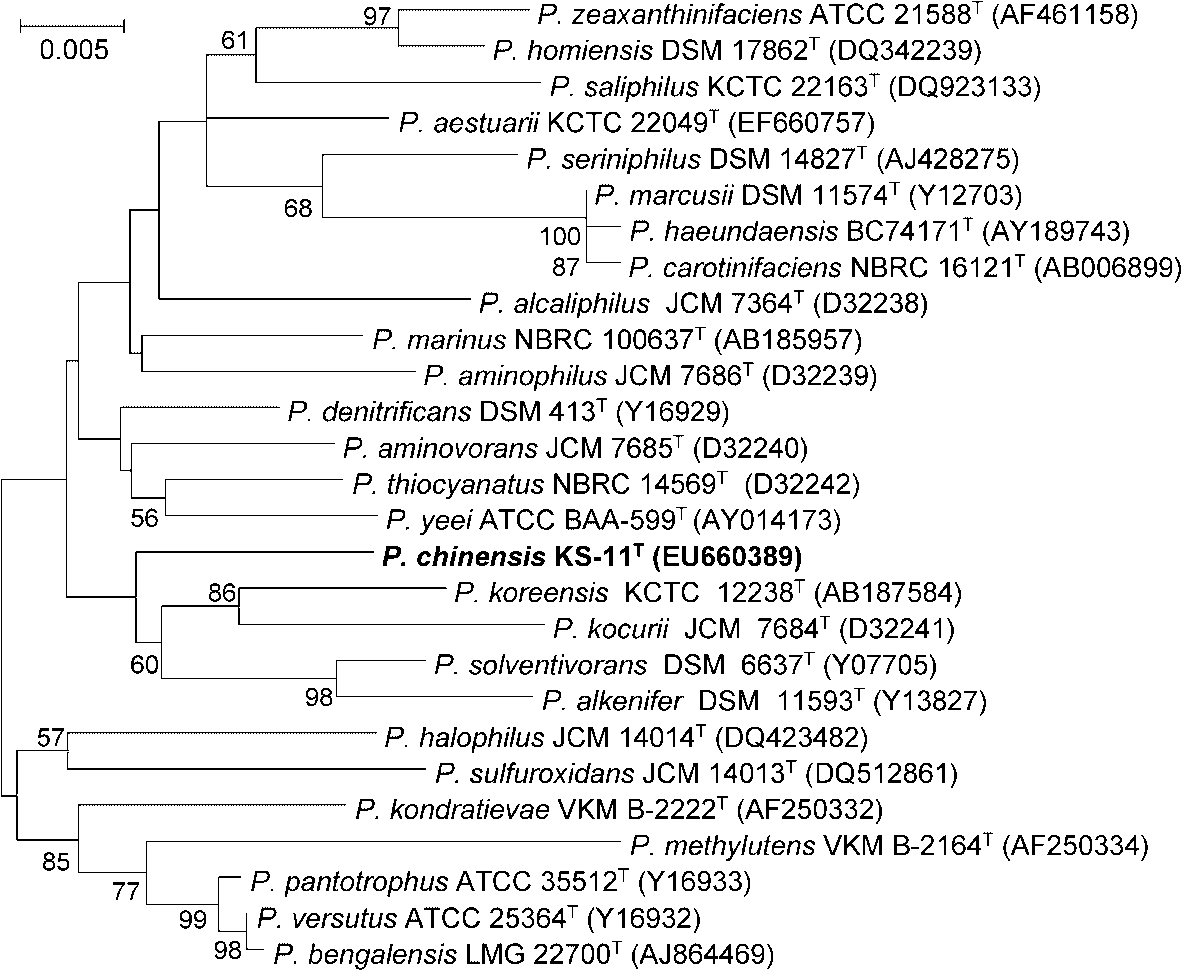 97 P. zeaxanthinifaciens ATCC 21588ᵀ (AF461158)
0.005
61
P. homiensis DSM 17862ᵀ (DQ342239)
P. saliphilus KCTC 22163ᵀ (DQ923133)
P. aestuarii KCTC 22049ᵀ (EF660757)
P. seriniphilus DSM 14827ᵀ (AJ428275)
68
P. marcusii DSM 11574ᵀ (Y12703)
100
P. haeundaensis BC74171ᵀ (AY189743)
87
P. carotinifaciens NBRC 16121ᵀ (AB006899)
P. alcaliphilus JCM 7364ᵀ (D32238)
P. marinus NBRC 100637ᵀ (AB185957)
P. aminophilus JCM 7686ᵀ (D32239)
P. denitrificans DSM 413ᵀ (Y16929)
P. aminovorans JCM 7685ᵀ (D32240)
P. thiocyanatus NBRC 14569ᵀ (D32242)
56
P. yeei ATCC BAA-599ᵀ (AY014173)
P. chinensis KS-11ᵀ (EU660389)
86
P. koreensis KCTC 12238ᵀ (AB187584)
P. kocurii JCM 7684ᵀ (D32241)
60
P. solventivorans DSM 6637ᵀ (Y07705)
98
P. alkenifer DSM 11593ᵀ (Y13827)
57
P. halophilus JCM 14014ᵀ (DQ423482)
P. sulfuroxidans JCM 14013ᵀ (DQ512861)
P. kondratievae VKM B-2222ᵀ (AF250332)
85
P. methylutens VKM B-2164ᵀ (AF250334)
77
P. pantotrophus ATCC 35512ᵀ (Y16933)
99
P. versutus ATCC 25364ᵀ (Y16932)
98
P. bengalensis LMG 22700ᵀ (AJ864469)